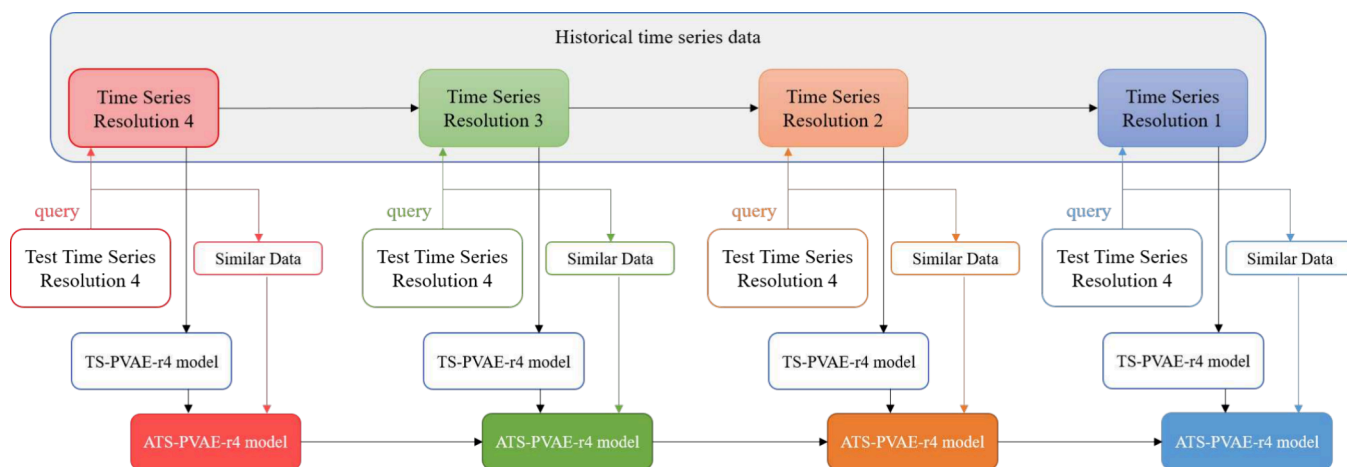 Historical time series data
Time Series
Resolution 4
Time Series
Resolution 3
Time Series
Resolution 2
Time Series
Resolution 1
query
query
query
query
Test Time Series
Resolution 4
Similar Data
Test Time Series
Resolution 4
Similar Data
Test Time Series
Resolution 4
Similar Data
Test Time Series
Resolution 4
Similar Data
TS-PVAE-r4 model
TS-PVAE-r4 model
TS-PVAE-r4 model
TS-PVAE-r4 model
ATS-PVAE-r4 model
ATS-PVAE-r4 model
ATS-PVAE-r4 model
ATS-PVAE-r4 model